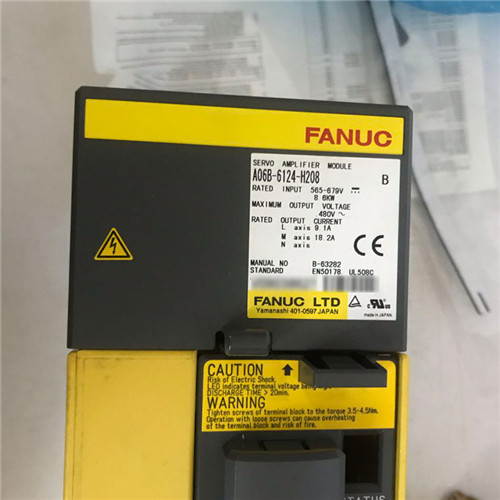 FANUC
SERVO AMPLIFIER MODULE
A06B-6124-H208 B
RATED INPUT 565-679V
8.6KW
MAXIMUM OUTPUT VOLTAGE
480V~
RATED OUTPUT CURRENT
L axis 9.1A
M axis 18.2A
N axis
MANUAL NO B-63282
STANDARD EN50178 UL508C
CE
FANUC LTD
Yamanashi 401-0597 JAPAN
c UL us
made in JAPAN
CAUTION
Risk of Electric Shock.
LED indicates terminal voltage
DISCHARGE TIME > 20min.
WARNING
Tighten screws of terminal block to the torque 3.5-4.5Nm.
Operation with loose screws may cause overheating
of the terminal block and risk of fire.
STATUS